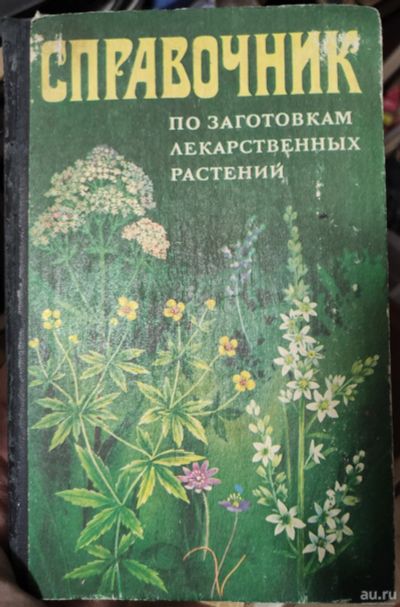 СПРАВОЧНИК
ПО ЗАГОТОВКАМ
ЛЕКАРСТВЕННЫХ
РАСТЕНИЙ
au.ru